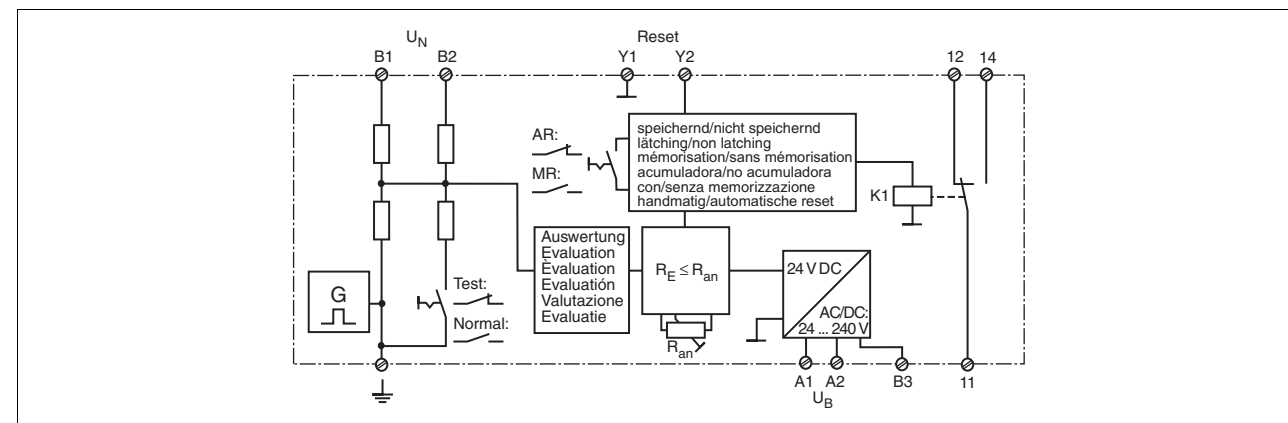 U_N
Reset
B1 B2 Y1 Y2 12 14
AR:
MR:
speichernd/nicht speichernd
lätching/non latching
mémorisation/sans mémorisation
acumuladora/no acumuladora
con/senza memorizzazione
handmatig/automatische reset
K1
Auswertung
Evaluation
Èvaluation
Evaluatión
Valutazione
Evaluatie
R_E ≤ R_an
R_an
24 V DC
AC/DC:
24 ... 240 V
G
Test:
Normal:
A1 A2 B3 11
U_B